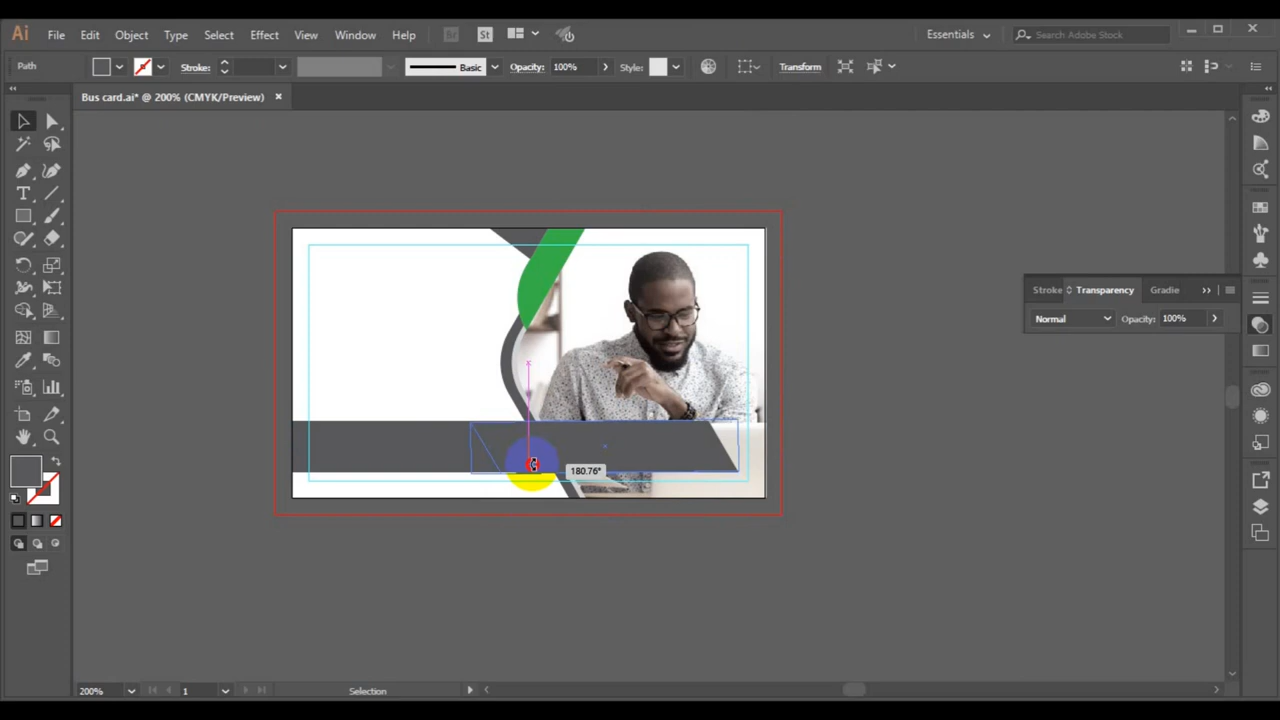 Ai File Edit Object Type Select Effect View Window Help Br St Essentials Search Adobe Stock
Path Stroke: Basic Opacity: 100% Style: Transform
Bus card.ai* @ 200% (CMYK/Preview)
Stroke Transparency Gradie
Normal Opacity: 100%
180.76°
200% 1 Selection